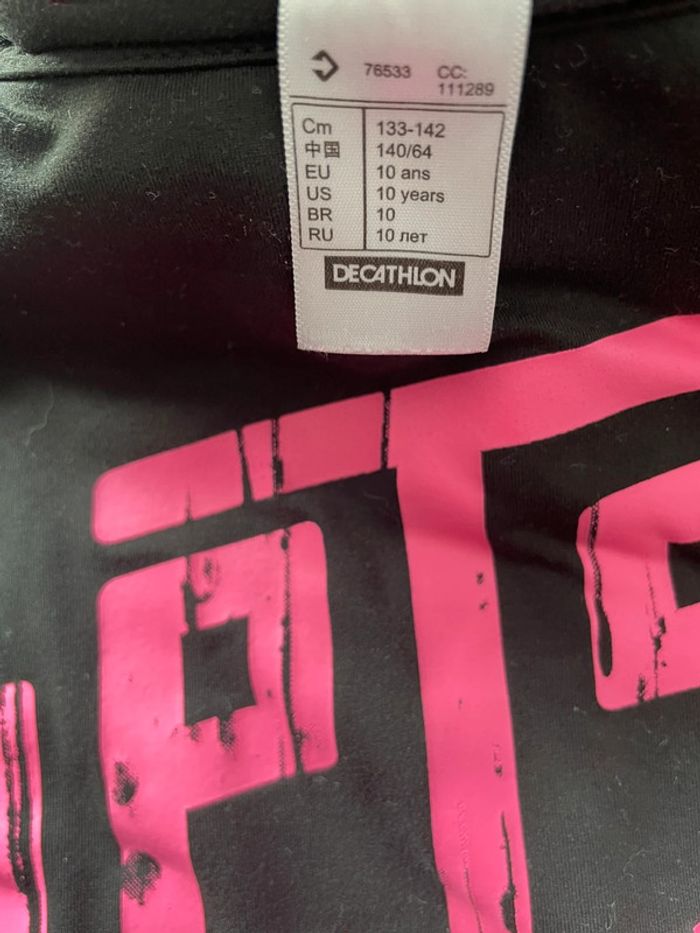 76533 CC:
111289
Cm 133-142
中国 140/64
EU 10 ans
US 10 years
BR 10
RU 10 лет
DECATHLON